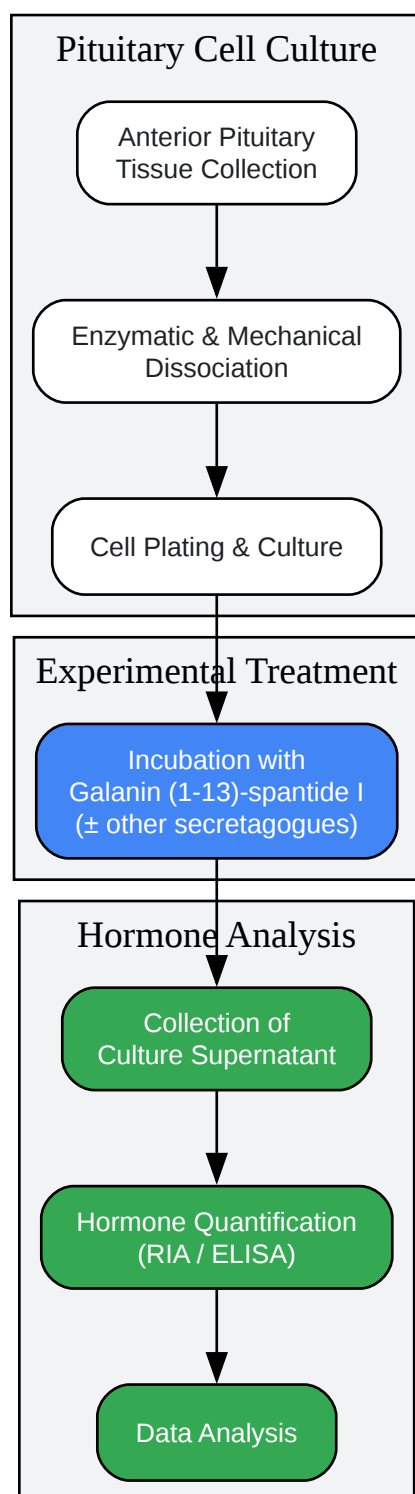 Pituitary Cell Culture
Anterior Pituitary
Tissue Collection
Enzymatic & Mechanical
Dissociation
Cell Plating & Culture
Experimental Treatment
Incubation with
Galanin (1-13)-spantide I
(± other secretagogues)
Hormone Analysis
Collection of
Culture Supernatant
Hormone Quantification
(RIA / ELISA)
Data Analysis